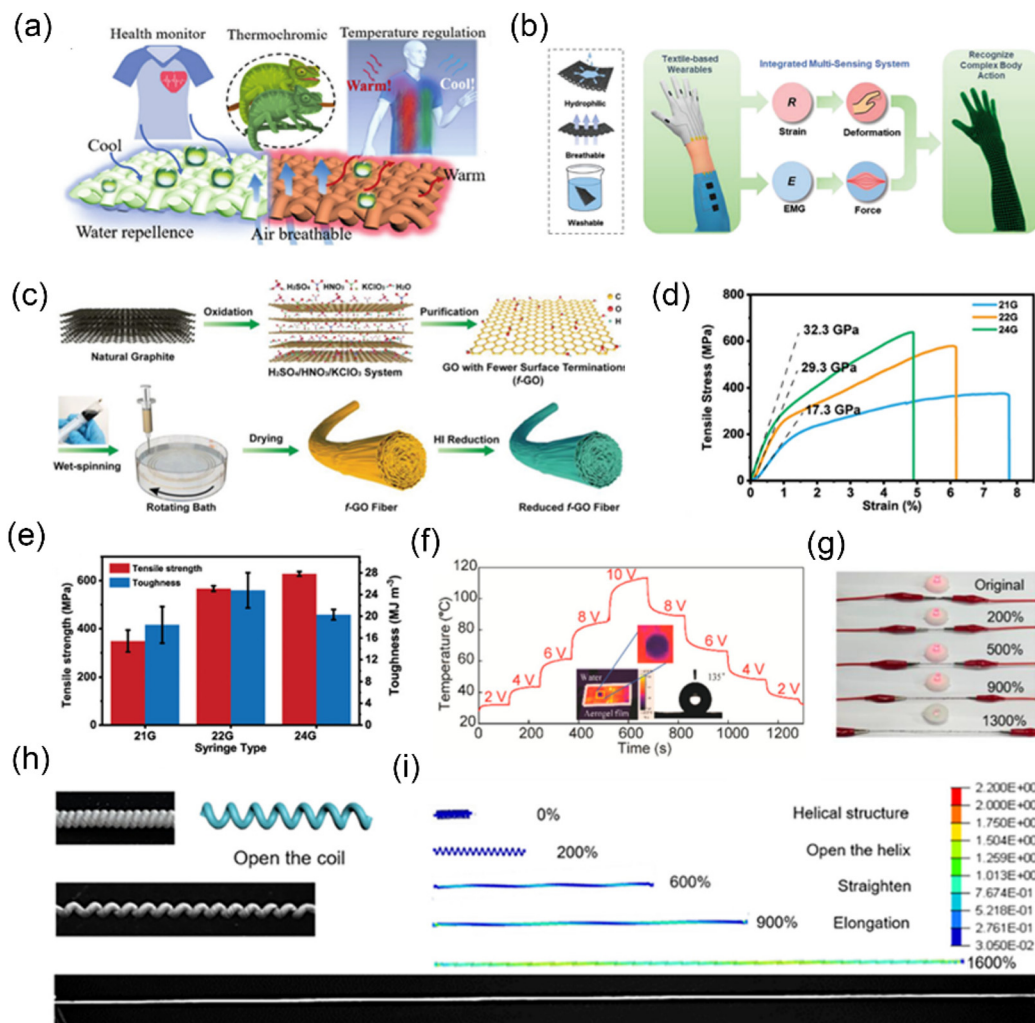 (a)
Health monitor
Thermochromic
Temperature regulation
Warm!
Cool!
Cool
Warm
Water repellence
Air breathable
(b)
Hydrophilic
Breathable
Washable
Textile-based
Wearables
Integrated Multi-Sensing System
R
Strain
Deformation
E
EMG
Force
Recognize
Complex Body
Action
(c)
Natural Graphite
Oxidation
H₂SO₄ HNO₃ KClO₃ H₂O
H₂SO₄/HNO₃/KClO₃ System
Purification
C
O
H
GO with Fewer Surface Terminations
(f-GO)
Wet-spinning
Rotating Bath
Drying
f-GO Fiber
HI Reduction
Reduced f-GO Fiber
(d)
Tensile Stress (MPa)
800
600
400
200
0
32.3 GPa
29.3 GPa
17.3 GPa
21G
22G
24G
0 1 2 3 4 5 6 7 8
Strain (%)
(e)
Tensile strength (MPa)
600
400
200
0
Tensile strength
Toughness
28
24
20
16
12
8
4
0
Toughness (MJ m⁻³)
21G 22G 24G
Syringe Type
(f)
Temperature (°C)
120
100
80
60
40
20
2 V
4 V
6 V
8 V
10 V
8 V
6 V
4 V
2 V
Water
Aerogel film
135°
0 200 400 600 800 1000 1200
Time (s)
(g)
Original
200%
500%
900%
1300%
(h)
Open the coil
(i)
0%
Helical structure
200%
Open the helix
600%
Straighten
900%
Elongation
1600%
2.200E+00
2.000E+00
1.750E+00
1.504E+00
1.259E+00
1.013E+00
7.674E-01
5.218E-01
2.761E-01
3.050E-02